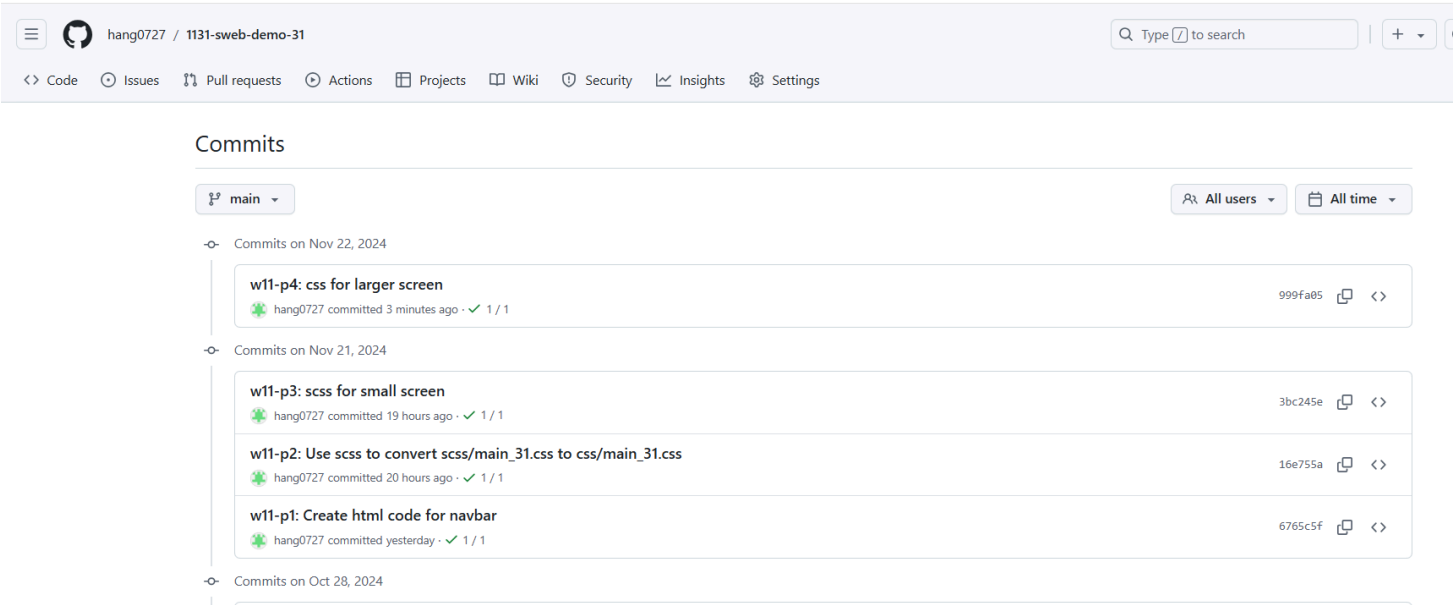 hang0727 / 1131-sweb-demo-31
Type / to search
Code Issues Pull requests Actions Projects Wiki Security Insights Settings
Commits
main
All users All time
Commits on Nov 22, 2024
w11-p4: css for larger screen
hang0727 committed 3 minutes ago · 1 / 1
999fa05
Commits on Nov 21, 2024
w11-p3: scss for small screen
hang0727 committed 19 hours ago · 1 / 1
3bc245e
w11-p2: Use scss to convert scss/main_31.css to css/main_31.css
hang0727 committed 20 hours ago · 1 / 1
16e755a
w11-p1: Create html code for navbar
hang0727 committed yesterday · 1 / 1
6765c5f
Commits on Oct 28, 2024